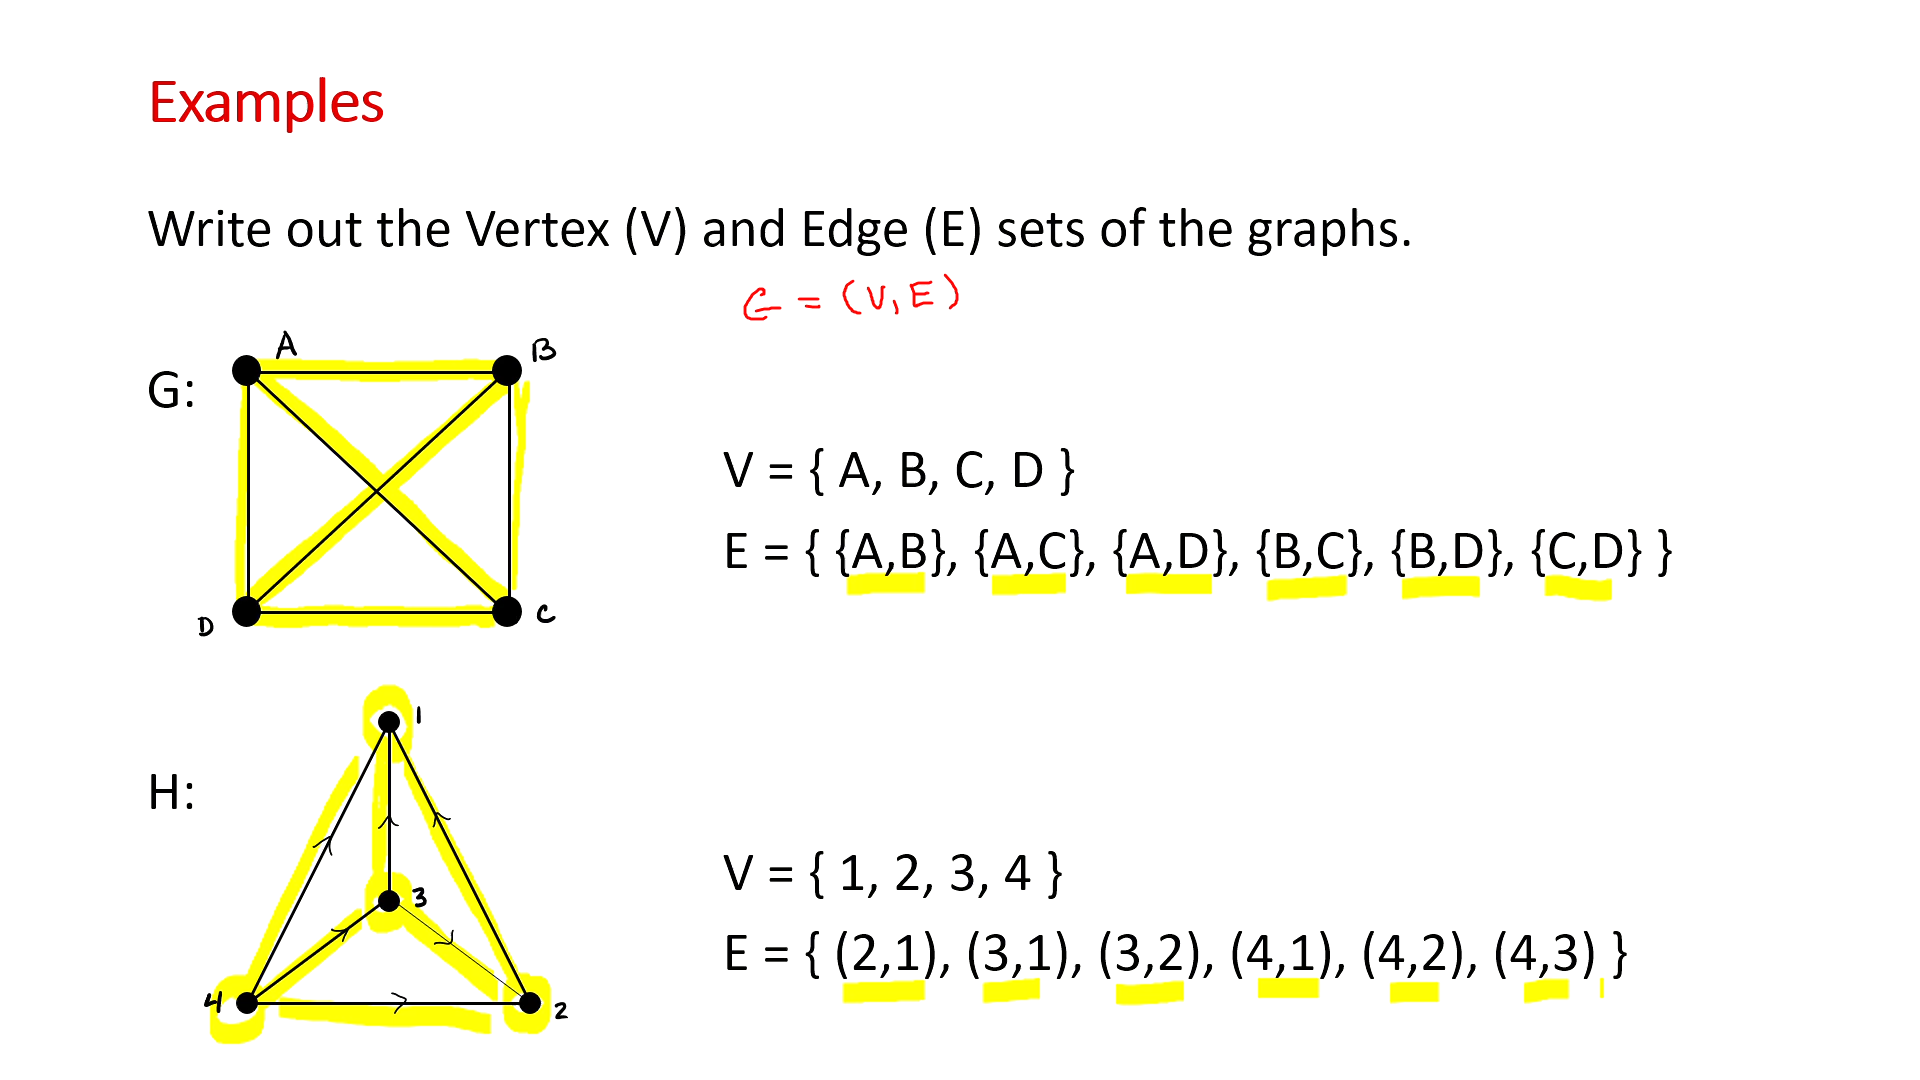 Examples
Write out the Vertex (V) and Edge (E) sets of the graphs.
G = (V, E)
A
B
G:
V = { A, B, C, D }
E = { {A,B}, {A,C}, {A,D}, {B,C}, {B,D}, {C,D} }
D
C
1
H:
3
V = { 1, 2, 3, 4 }
E = { (2,1), (3,1), (3,2), (4,1), (4,2), (4,3) }
4
2